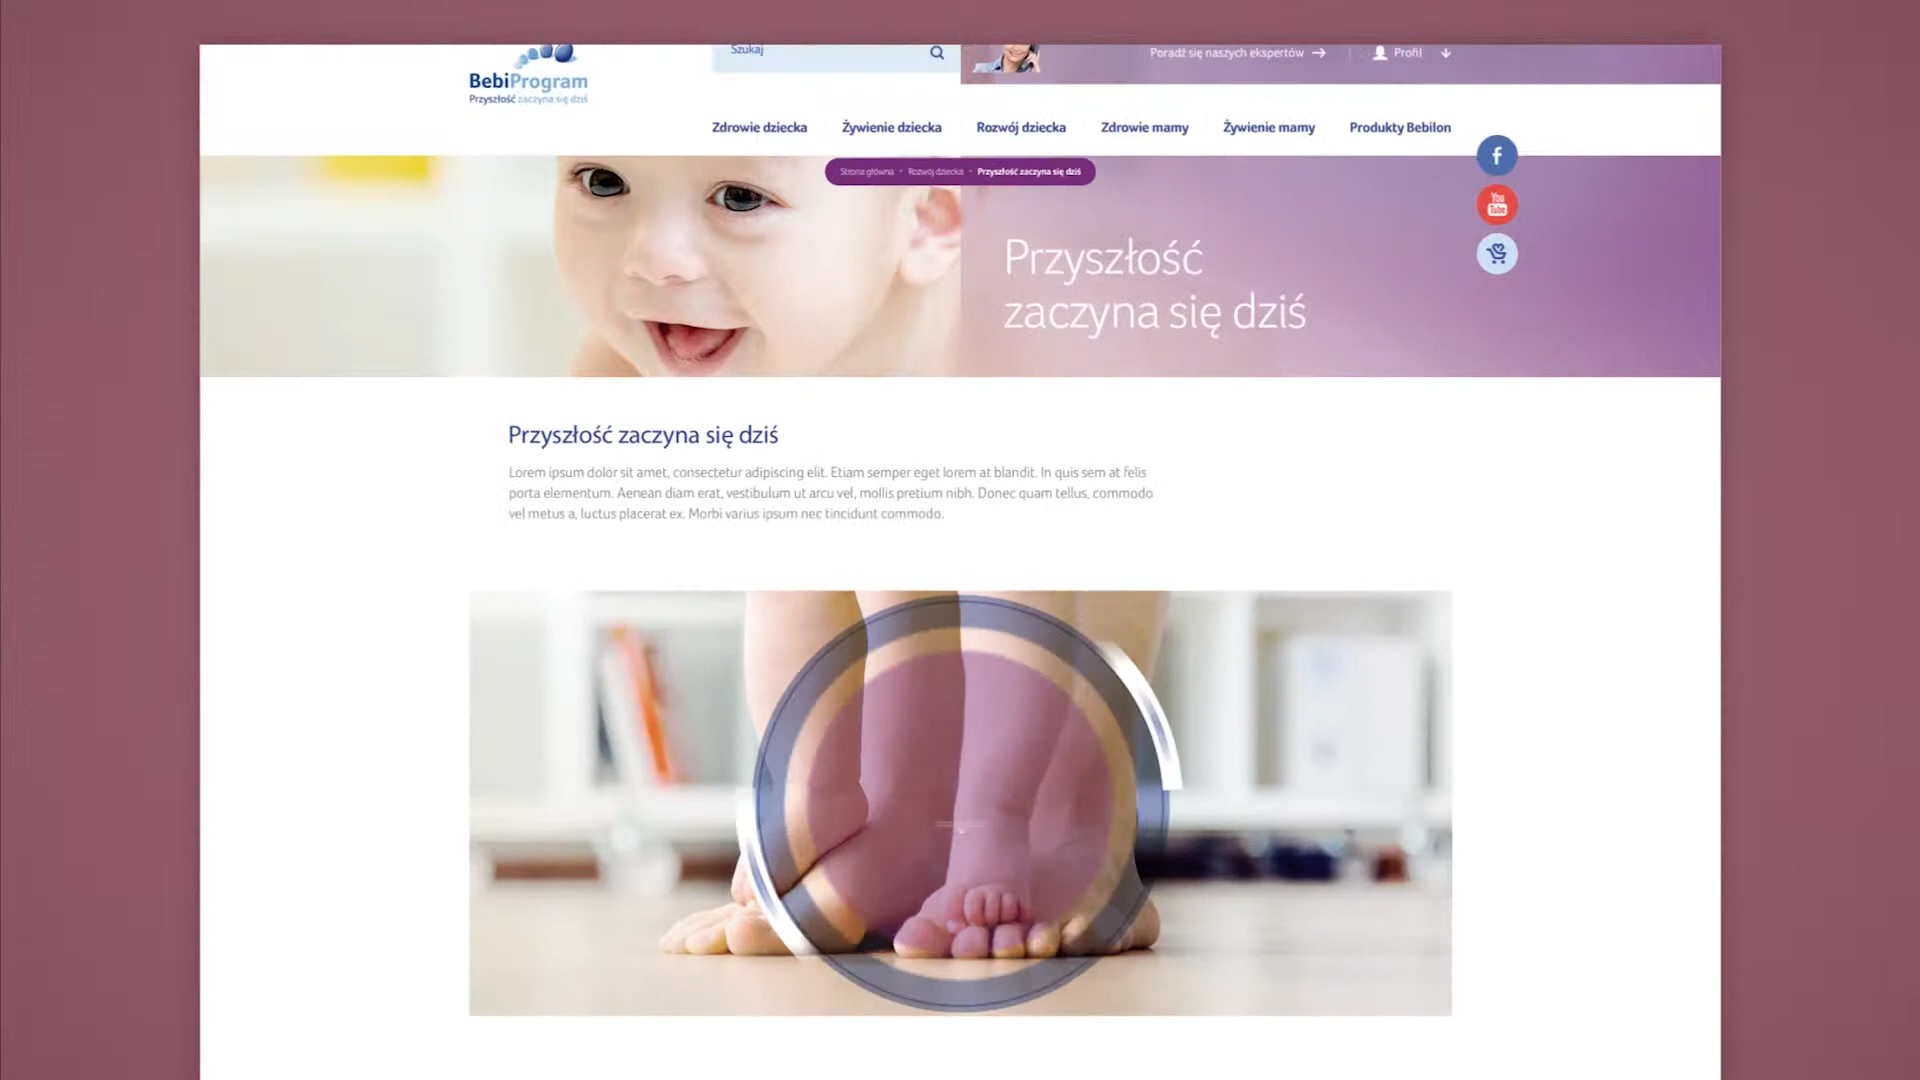 Szukaj
Poradź się naszych ekspertów
Profil
BebiProgram
Przyszłość zaczyna się dziś
Zdrowie dziecka
Żywienie dziecka
Rozwój dziecka
Zdrowie mamy
Żywienie mamy
Produkty Bebilon
Strona główna • Rozwój dziecka • Przyszłość zaczyna się dziś
f
You
Tube
Przyszłość
zaczyna się dziś
Przyszłość zaczyna się dziś
Lorem ipsum dolor sit amet, consectetur adipiscing elit. Etiam semper eget lorem at blandit. In quis sem at felis
porta elementum. Aenean diam erat, vestibulum ut arcu vel, mollis pretium nibh. Donec quam tellus, commodo
vel metus a, luctus placerat ex. Morbi varius ipsum nec tincidunt commodo.